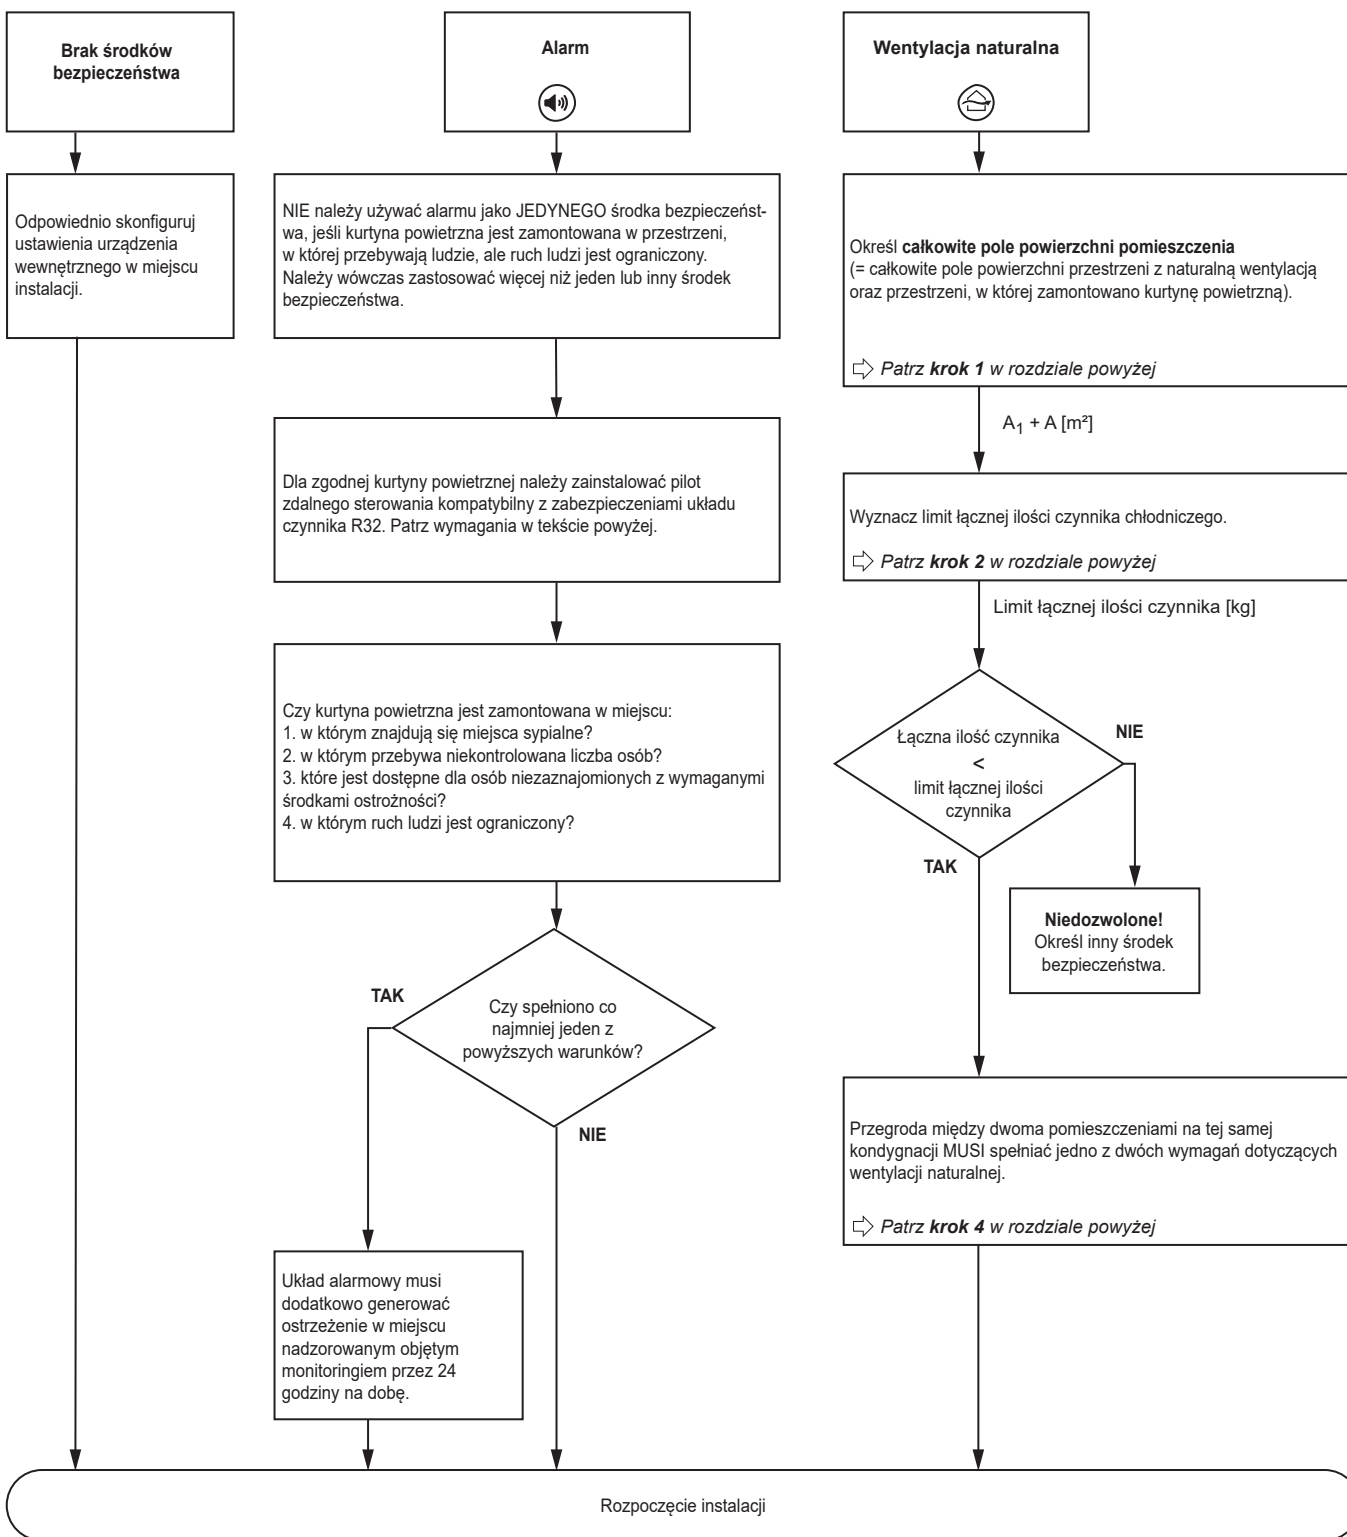 Brak środków
bezpieczeństwa
Odpowiednio skonfiguruj
ustawienia urządzenia
wewnętrznego w miejscu
instalacji.
Alarm
NIE należy używać alarmu jako JEDYNEGO środka bezpieczeńst-
wa, jeśli kurtyna powietrzna jest zamontowana w przestrzeni,
w której przebywają ludzie, ale ruch ludzi jest ograniczony.
Należy wówczas zastosować więcej niż jeden lub inny środek
bezpieczeństwa.
Dla zgodnej kurtyny powietrznej należy zainstalować pilot
zdalnego sterowania kompatybilny z zabezpieczeniami układu
czynnika R32. Patrz wymagania w tekście powyżej.
Czy kurtyna powietrzna jest zamontowana w miejscu:
1. w którym znajdują się miejsca sypialne?
2. w którym przebywa niekontrolowana liczba osób?
3. które jest dostępne dla osób niezaznajomionych z wymaganymi
środkami ostrożności?
4. w którym ruch ludzi jest ograniczony?
Czy spełniono co
najmniej jeden z
powyższych warunków?
TAK
NIE
Układ alarmowy musi
dodatkowo generować
ostrzeżenie w miejscu
nadzorowanym objętym
monitoringiem przez 24
godziny na dobę.
Wentylacja naturalna
Określ całkowite pole powierzchni pomieszczenia
(= całkowite pole powierzchni przestrzeni z naturalną wentylacją
oraz przestrzeni, w której zamontowano kurtynę powietrzną).
⇨ Patrz krok 1 w rozdziale powyżej
A₁ + A [m²]
Wyznacz limit łącznej ilości czynnika chłodniczego.
⇨ Patrz krok 2 w rozdziale powyżej
Limit łącznej ilości czynnika [kg]
Łączna ilość czynnika
<
limit łącznej ilości
czynnika
NIE
TAK
Niedozwolone!
Określ inny środek
bezpieczeństwa.
Przegroda między dwoma pomieszczeniami na tej samej
kondygnacji MUSI spełniać jedno z dwóch wymagań dotyczących
wentylacji naturalnej.
⇨ Patrz krok 4 w rozdziale powyżej
Rozpoczęcie instalacji